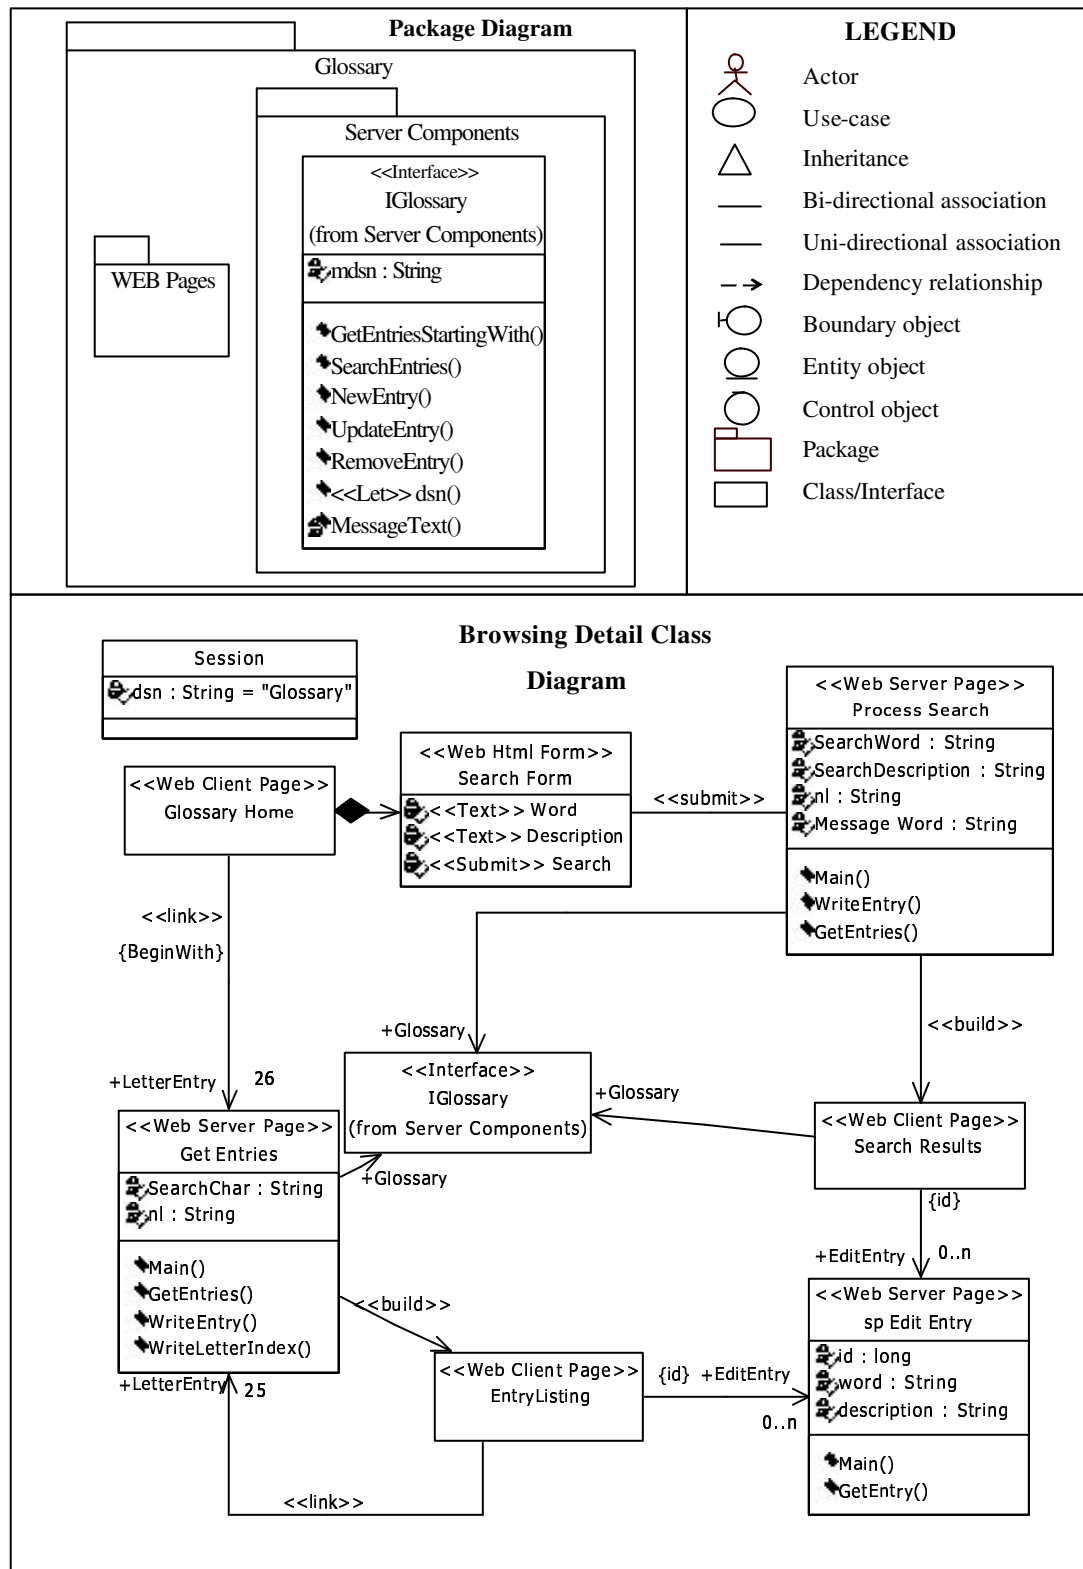 Package Diagram
Glossary
Server Components
<<Interface>>
IGlossary
(from Server Components)
mdsn : String
GetEntriesStartingWith()
SearchEntries()
NewEntry()
UpdateEntry()
RemoveEntry()
<<Let>> dsn()
MessageText()
WEB Pages
LEGEND
Actor
Use-case
Inheritance
Bi-directional association
Uni-directional association
Dependency relationship
Boundary object
Entity object
Control object
Package
Class/Interface
Browsing Detail Class
Diagram
Session
dsn : String = "Glossary"
<<Web Client Page>>
Glossary Home
<<Web Html Form>>
Search Form
<<Text>> Word
<<Text>> Description
<<Submit>> Search
<<submit>>
<<Web Server Page>>
Process Search
SearchWord : String
SearchDescription : String
nl : String
Message Word : String
Main()
WriteEntry()
GetEntries()
<<link>>
{BeginWith}
+Glossary
<<build>>
+LetterEntry
26
<<Interface>>
IGlossary
(from Server Components)
+Glossary
<<Web Client Page>>
Search Results
<<Web Server Page>>
Get Entries
SearchChar : String
nl : String
Main()
GetEntries()
WriteEntry()
WriteLetterIndex()
+Glossary
{id}
+EditEntry
0..n
<<build>>
<<Web Server Page>>
sp Edit Entry
id : long
word : String
description : String
Main()
GetEntry()
+LetterEntry
25
<<Web Client Page>>
EntryListing
{id} +EditEntry
0..n
<<link>>